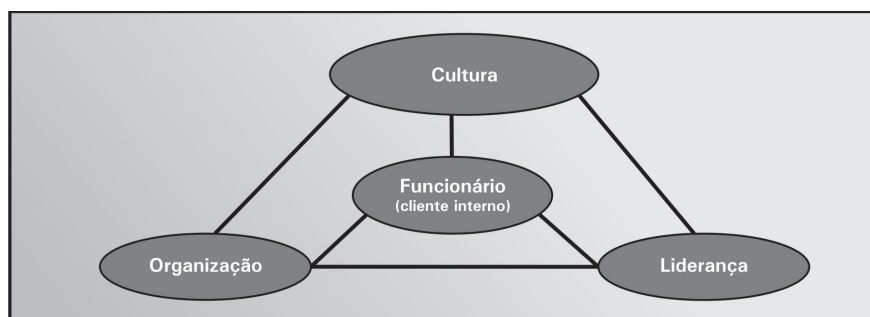 Cultura
Funcionário
(cliente interno)
Organização
Liderança